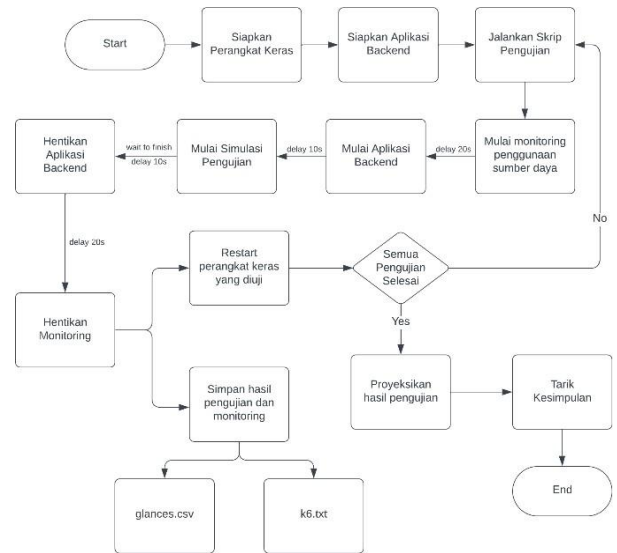 Start
Siapkan
Perangkat Keras
Siapkan Aplikasi
Backend
Jalankan Skrip
Pengujian
Hentikan
Aplikasi
Backend
wait to finish
delay 10s
Mulai Simulasi
Pengujian
delay 10s
Mulai Aplikasi
Backend
delay 20s
Mulai monitoring
penggunaan
sumber daya
No
delay 20s
Restart
perangkat keras
yang diuji
Semua
Pengujian
Selesai
Hentikan
Monitoring
Yes
Simpan hasil
pengujian dan
monitoring
Proyeksikan
hasil pengujian
Tarik
Kesimpulan
glances.csv
k6.txt
End